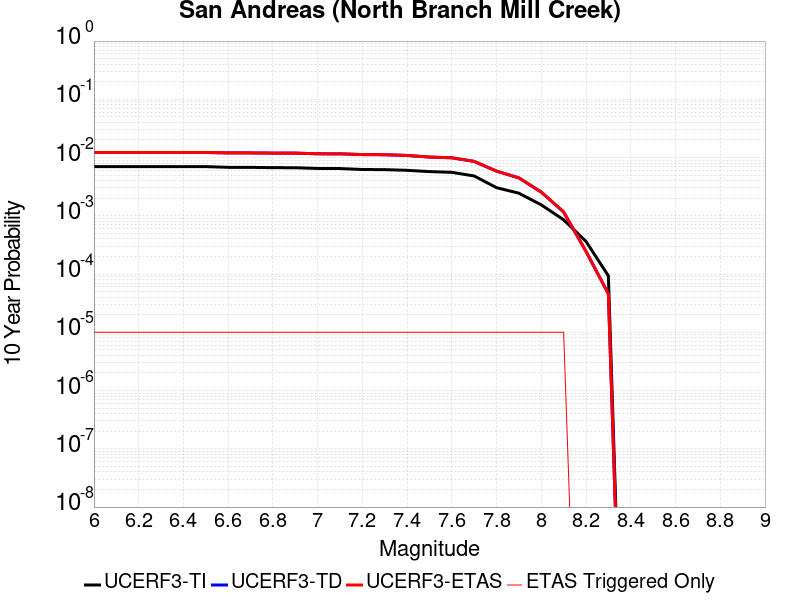 San Andreas (North Branch Mill Creek)
10 0
10 -1
10 -2
10 -3
10 -4
10 -5
10 -6
10 -7
10 -8
10 Year Probability
6 6.2 6.4 6.6 6.8 7 7.2 7.4 7.6 7.8 8 8.2 8.4 8.6 8.8 9
Magnitude
UCERF3-TI UCERF3-TD UCERF3-ETAS ETAS Triggered Only